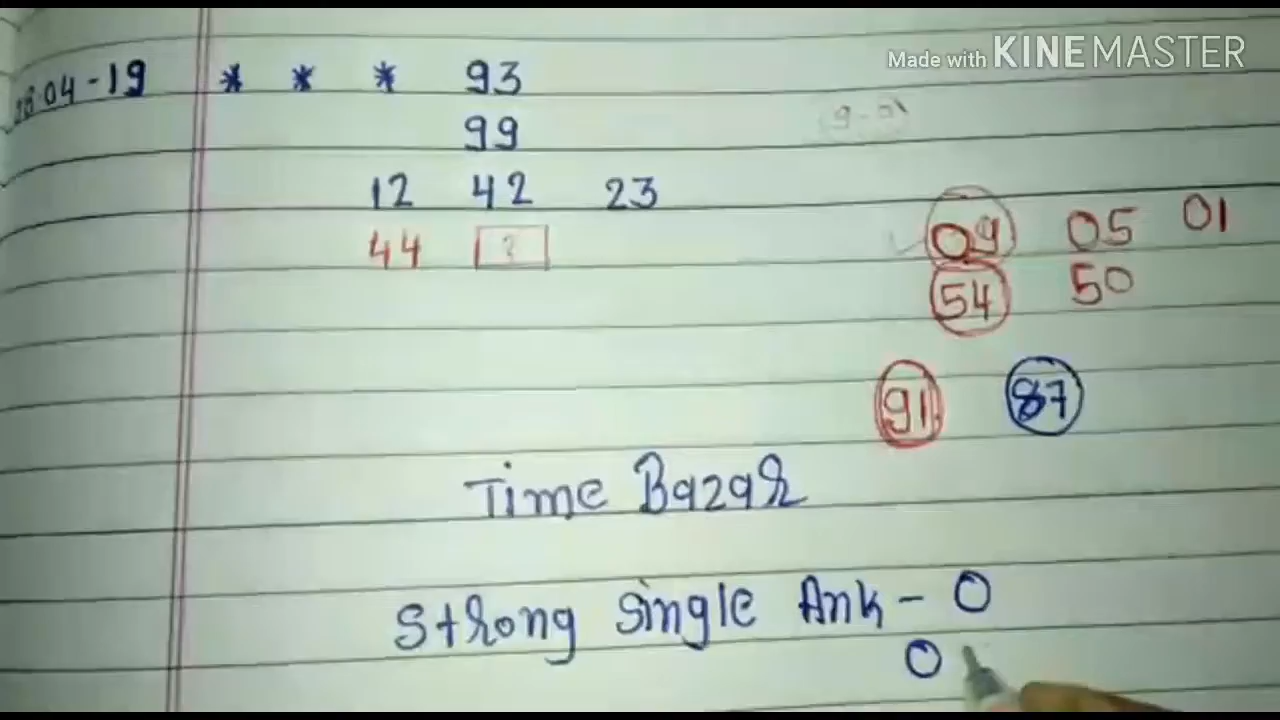 Made with KINEMASTER
28-04-19 * * * 93
99
12 42 23
44 ?
09 05 01
54 50
91 87
Time Bazar
Strong Single Ank - 0
0